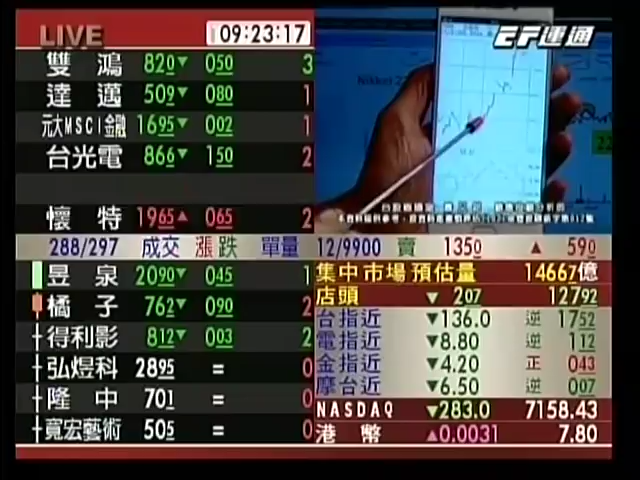 LIVE
09:23:17
EF運通
雙鴻 820▼ 050 3
達邁 509▼ 080 1
元大MSCI金融 1695▼ 002 1
台光電 866▼ 150 2
懷特 1965▲ 065 2
Nikkei
288/297 成交 漲跌 單量 12/9900 賣 1350 ▲ 590
昱泉 2090▼ 045 1
橘子 762▼ 090 2
得利影 812▼ 003 2
弘煜科 2895 = 0
隆中 701 = 0
寬宏藝術 505 = 0
集中市場預估量 14667億
店頭 ▼ 207 12792
台指近 ▼136.0 逆 1752
電指近 ▼8.80 逆 112
金指近 ▼4.20 正 043
摩台近 ▼6.50 逆 007
NASDAQ ▼283.0 7158.43
港幣 ▲0.0031 7.80